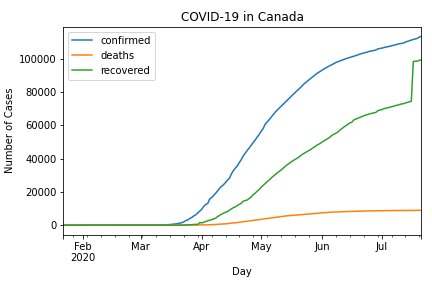 COVID-19 in Canada
confirmed
deaths
recovered
Number of Cases
100000
80000
60000
40000
20000
0
Feb
2020
Mar
Apr
May
Jun
Jul
Day